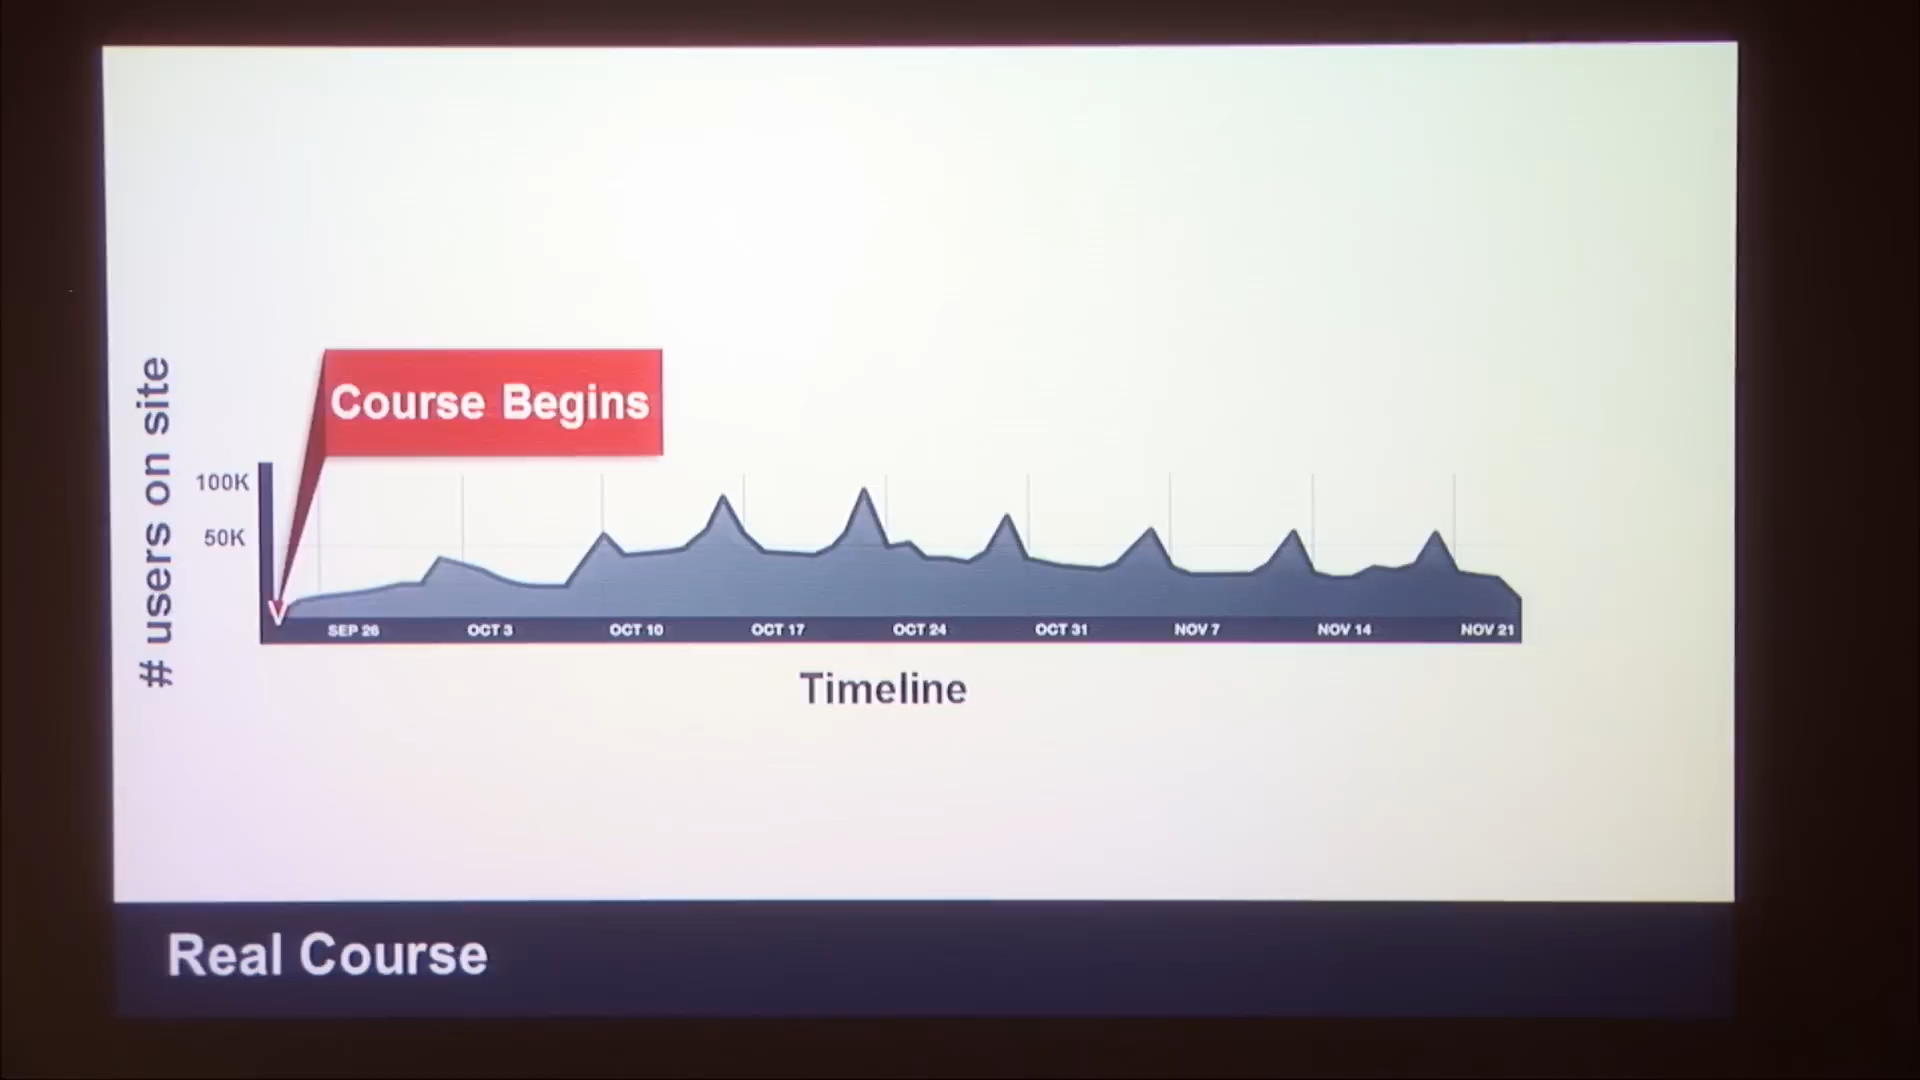 Course Begins
# users on site
100K
50K
SEP 26
OCT 3
OCT 10
OCT 17
OCT 24
OCT 31
NOV 7
NOV 14
NOV 21
Timeline
Real Course